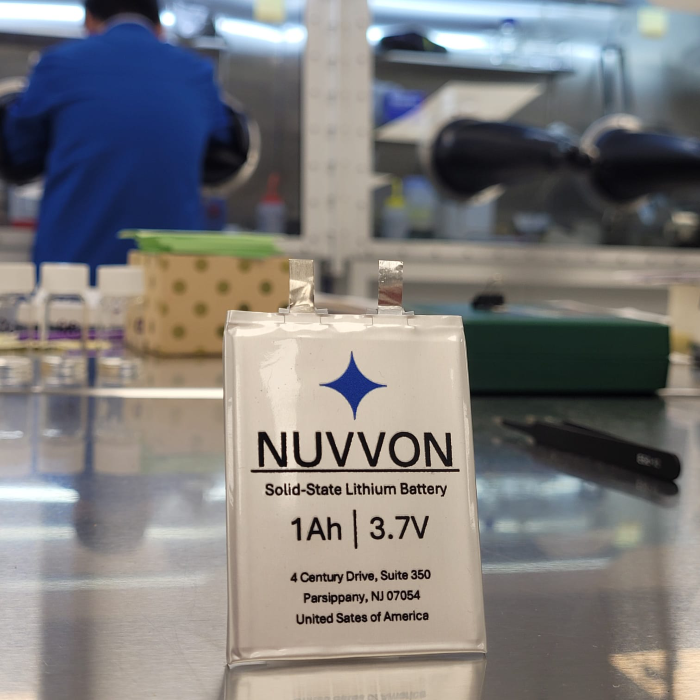 NUVVON
Solid-State Lithium Battery
1Ah | 3.7V
4 Century Drive, Suite 350
Parsippany, NJ 07054
United Sates of America